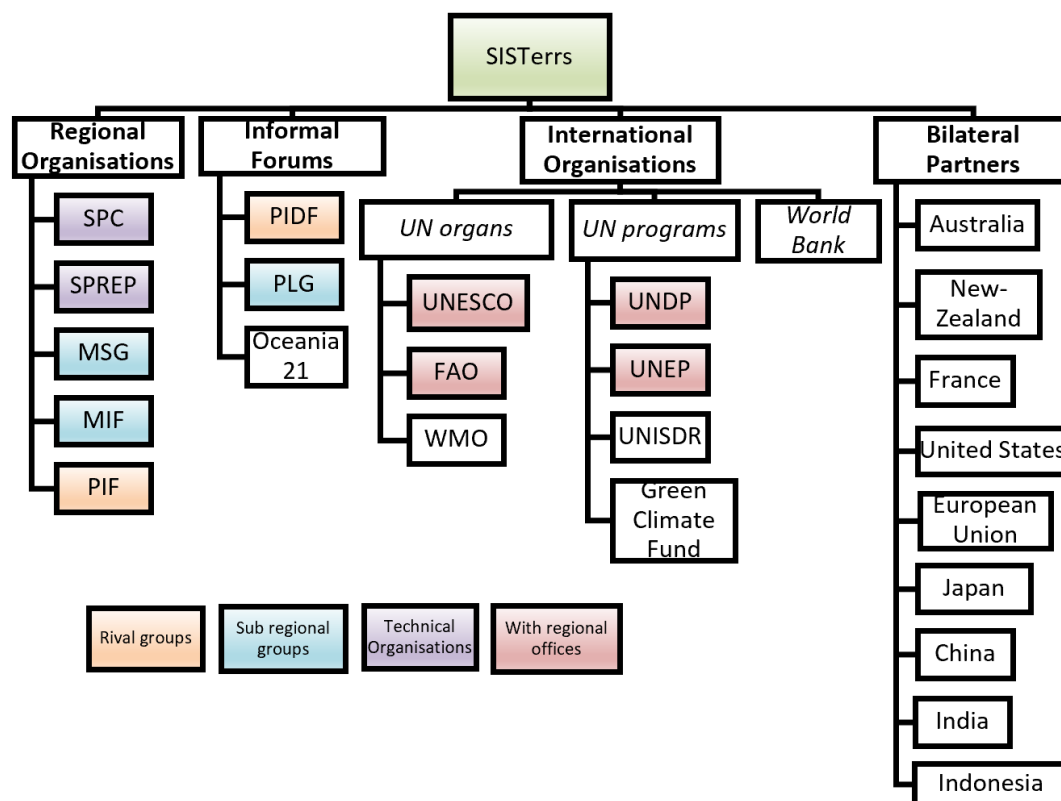 SISTerrs
Regional
Organisations
SPC
SPREP
MSG
MIF
PIF
Informal
Forums
PIDF
PLG
Oceania
21
International
Organisations
UN organs
UNESCO
FAO
WMO
UN programs
UNDP
UNEP
UNISDR
Green
Climate
Fund
World
Bank
Bilateral
Partners
Australia
New-
Zealand
France
United States
European
Union
Japan
China
India
Indonesia
Rival groups
Sub regional
groups
Technical
Organisations
With regional
offices